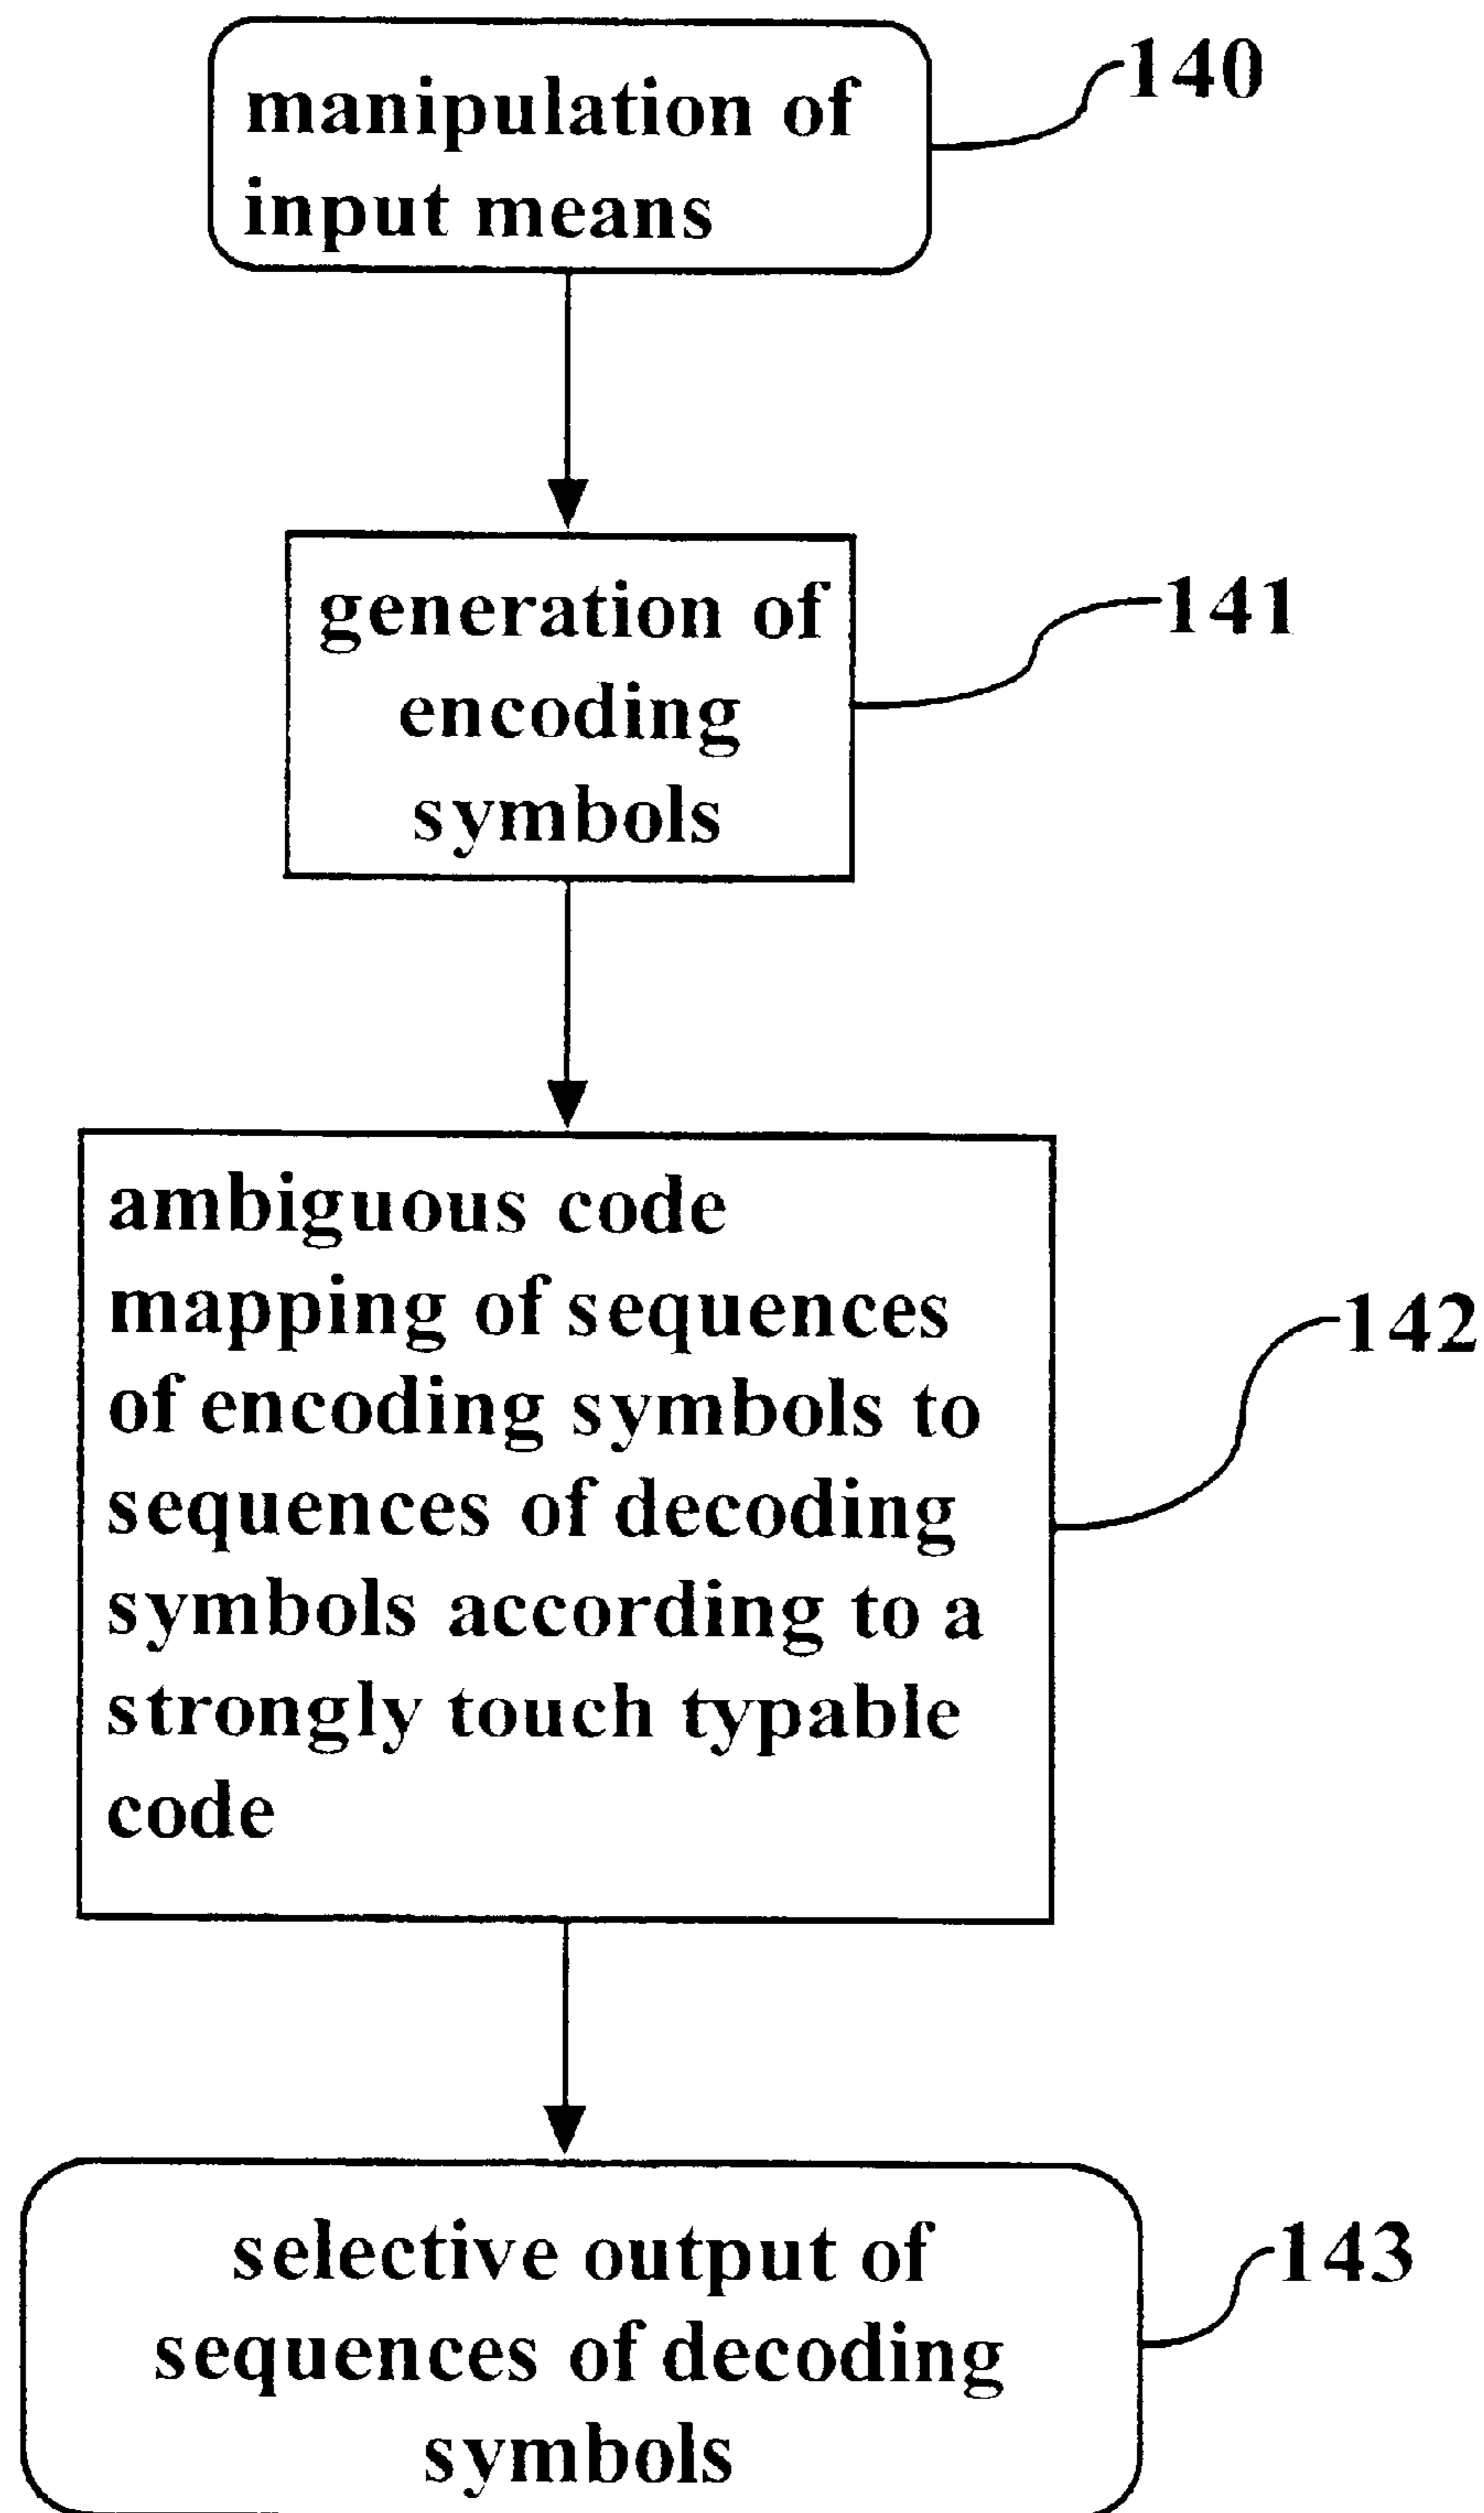 manipulation of
input means
140
generation of
encoding
symbols
141
ambiguous code
mapping of sequences
of encoding symbols to
sequences of decoding
symbols according to a
strongly touch typable
code
142
selective output of
sequences of decoding
symbols
143